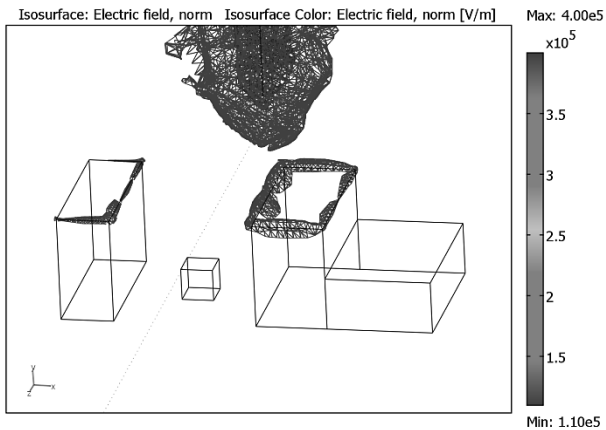 Isosurface: Electric field, norm Isosurface Color: Electric field, norm [V/m]
Max: 4.00e5
x10⁵
3.5
3
2.5
2
1.5
Min: 1.10e5
y
z x